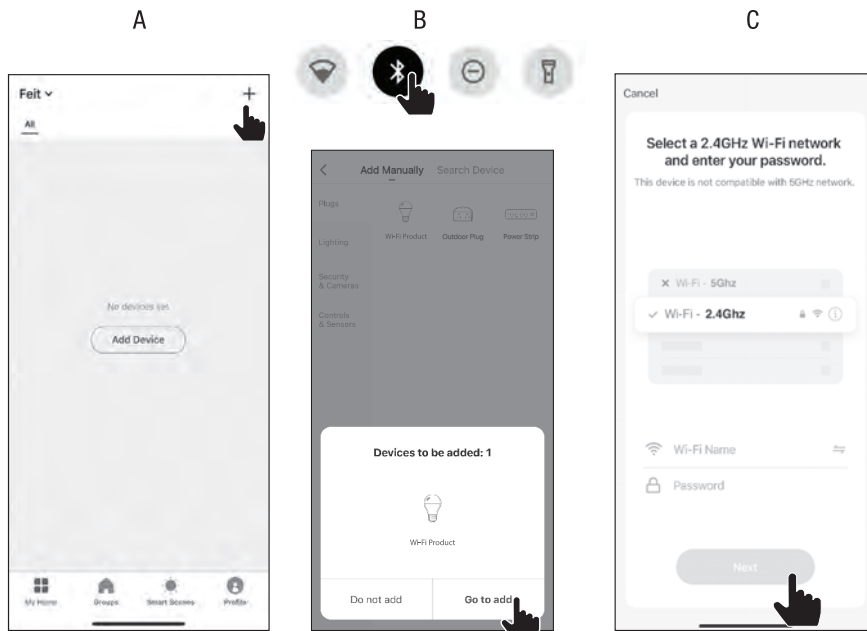 A
Feit
All
No devices yet
Add Device
My Home
Groups
Smart Scenes
Profile
B
Add Manually
Search Device
Plugs
Lighting
Security
& Cameras
Controls
& Sensors
Wi-Fi Product
Outdoor Plug
Power Strip
Devices to be added: 1
Wi-Fi Product
Do not add
Go to add
C
Cancel
Select a 2.4GHz Wi-Fi network
and enter your password.
This device is not compatible with 5GHz network.
Wi-Fi - 5Ghz
Wi-Fi - 2.4Ghz
Wi-Fi Name
Password
Next